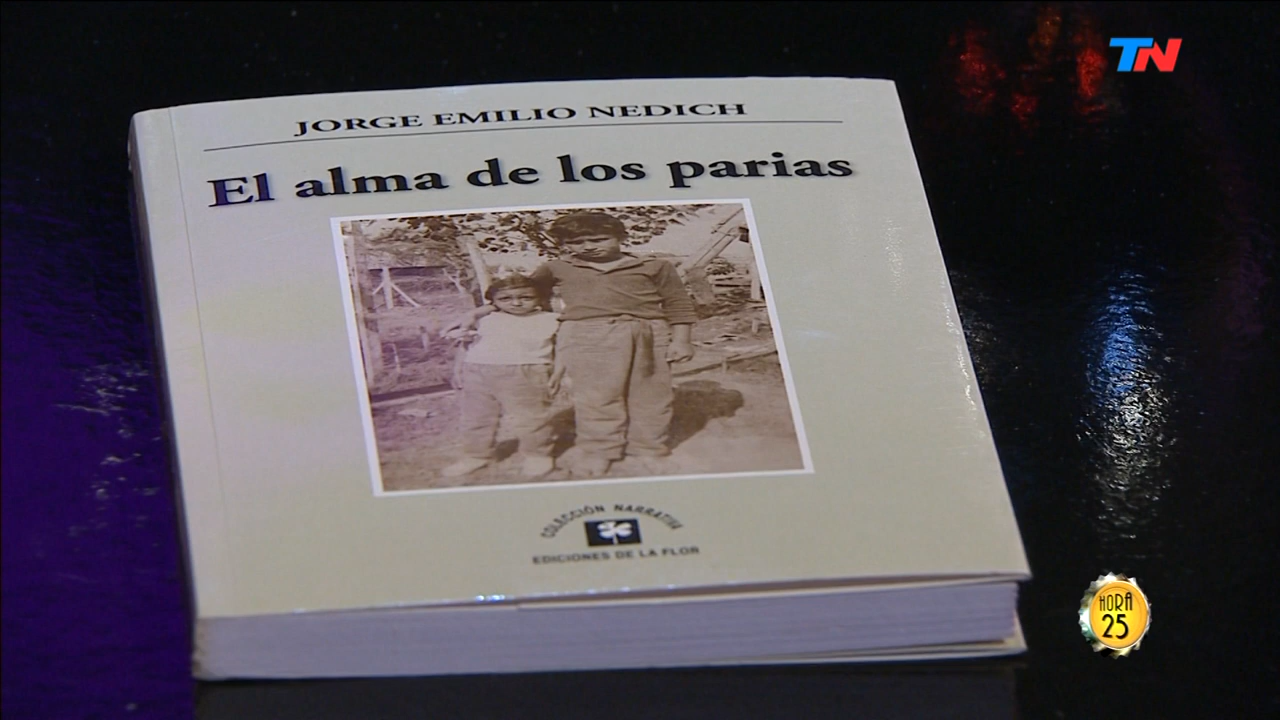 TN
JORGE EMILIO NEDICH
El alma de los parias
COLECCIÓN NARRATIVA
EDICIONES DE LA FLOR
HORA
25